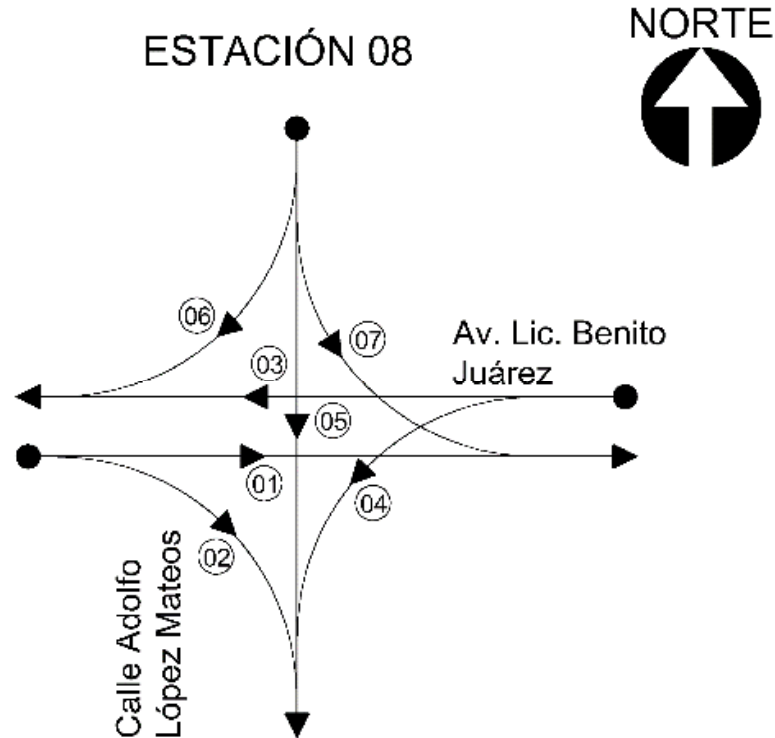 NORTE
ESTACIÓN 08
06
07
Av. Lic. Benito
Juárez
03
05
01
04
02
Calle Adolfo
López Mateos